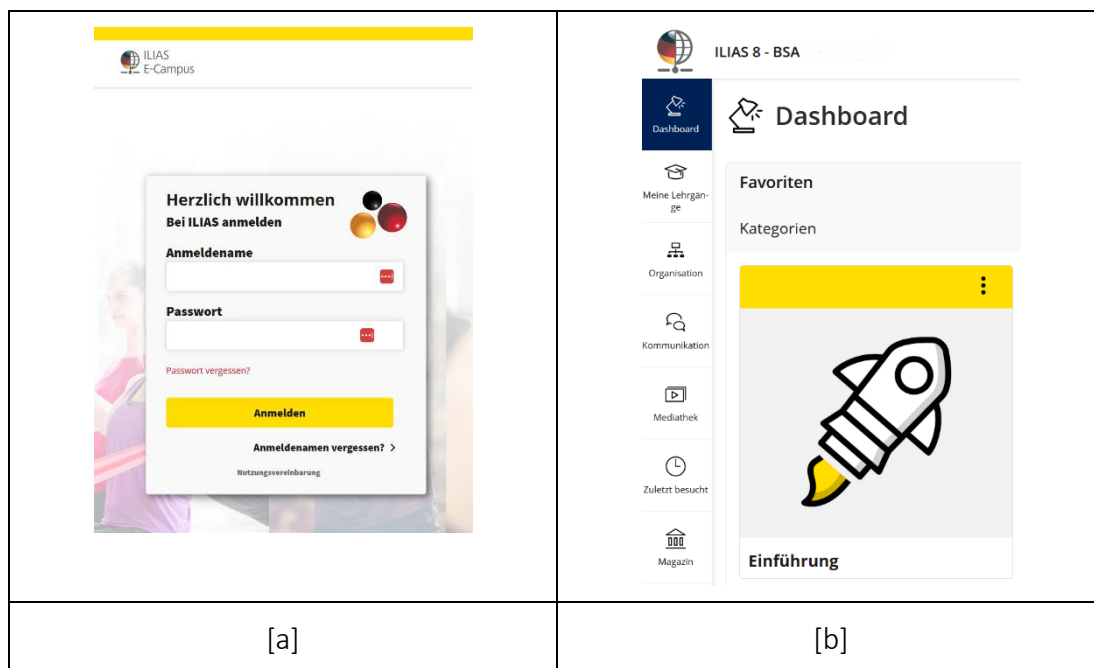 ILIAS
E-Campus
Herzlich willkommen
Bei ILIAS anmelden
Anmeldename
Passwort
Passwort vergessen?
Anmelden
Anmeldenamen vergessen? >
Nutzungsvereinbarung
[a]
ILIAS 8 - BSA
Dashboard
Meine Lehrgän-
ge
Organisation
Kommunikation
Mediathek
Zuletzt besucht
Magazin
Dashboard
Favoriten
Kategorien
Einführung
[b]